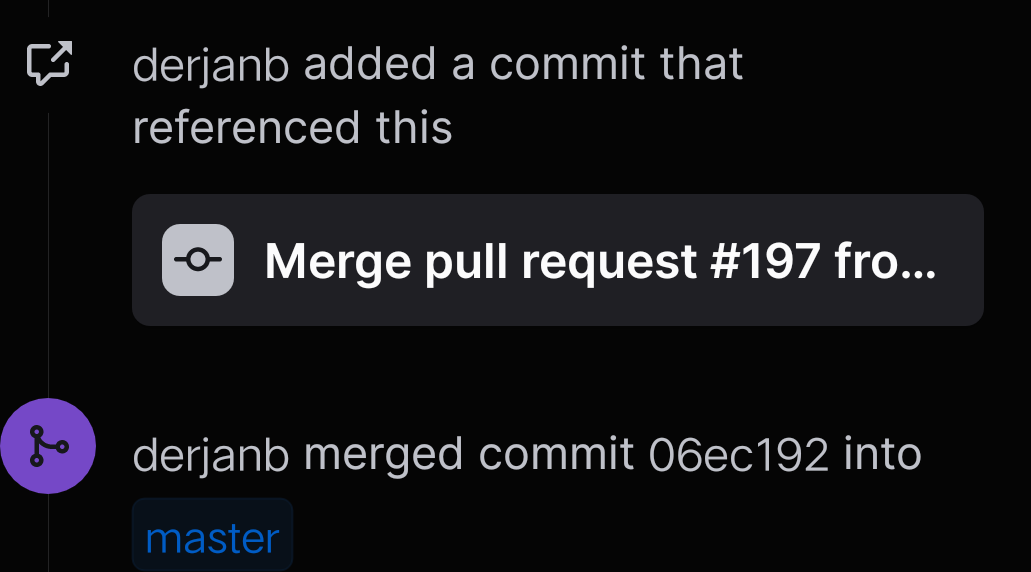 derjanb added a commit that
referenced this
Merge pull request #197 fro...
derjanb merged commit 06ec192 into
master